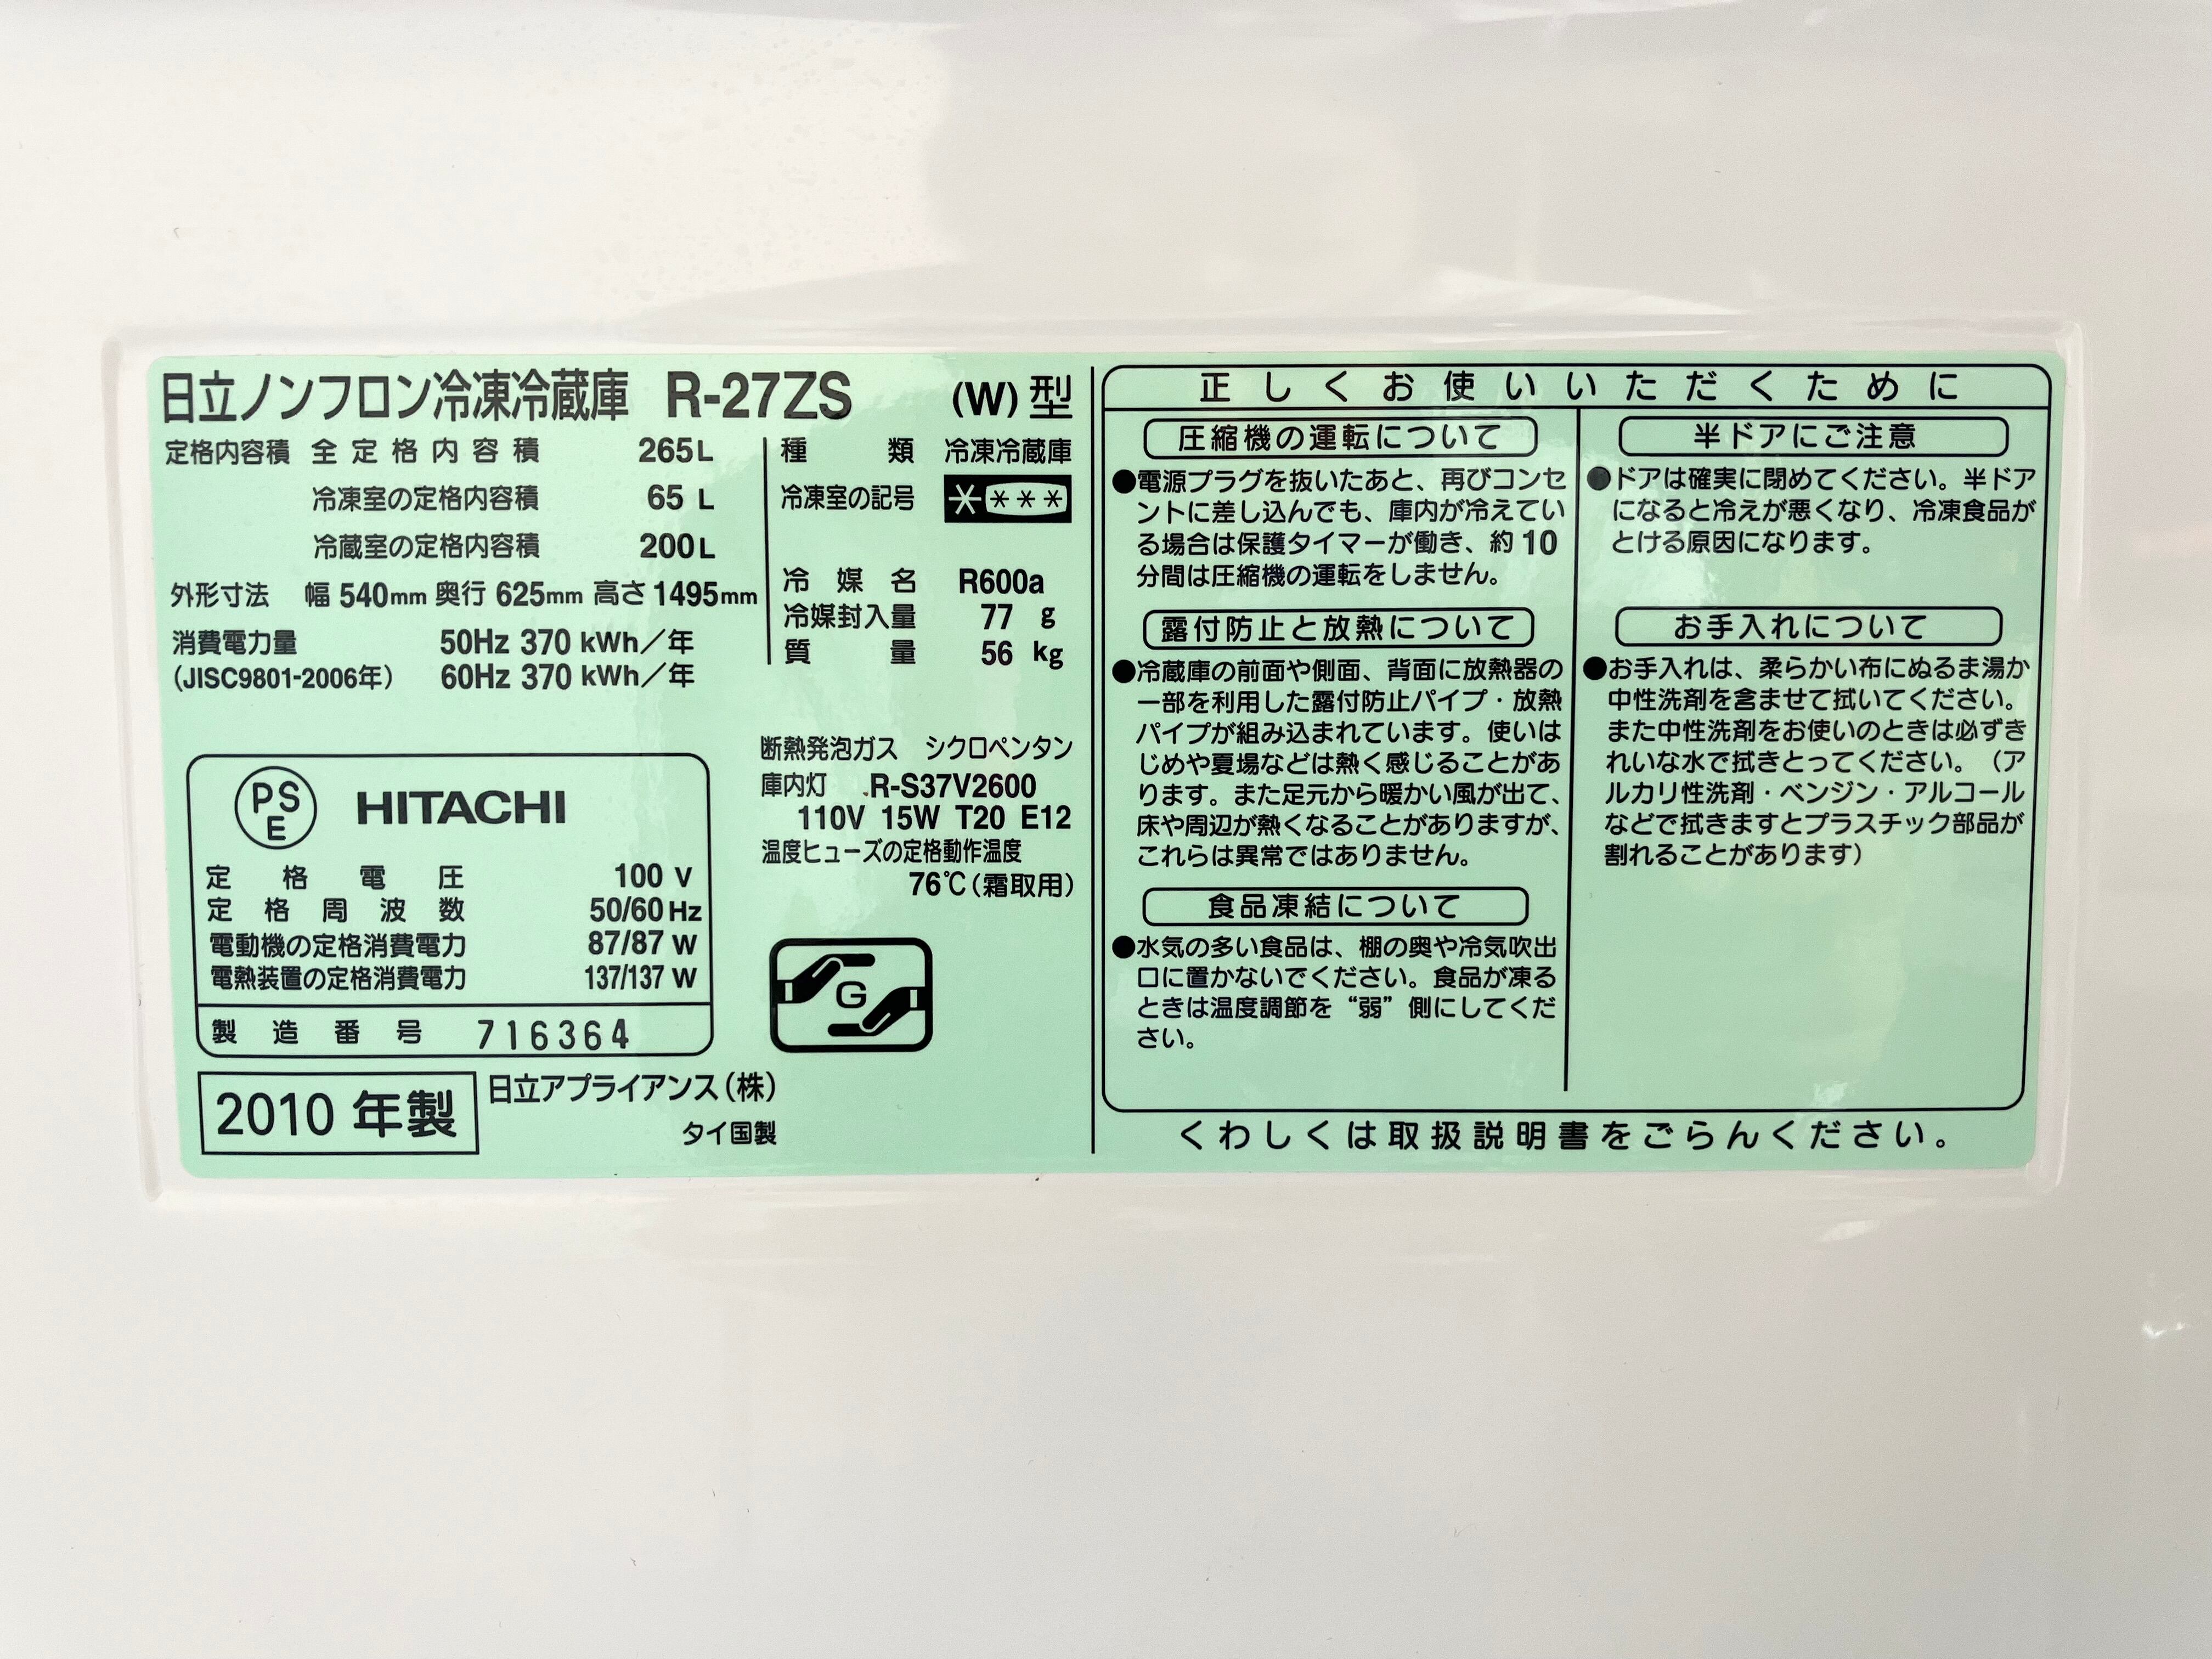 日立ノンフロン冷凍冷蔵庫 R-27ZS (W)型
定格内容積 全定格内容積 265L
冷凍室の定格内容積 65 L
冷蔵室の定格内容積 200L
外形寸法 幅 540mm 奥行 625mm 高さ 1495mm
消費電力量 50Hz 370 kWh／年
(JISC9801-2006年) 60Hz 370 kWh／年
種類 冷凍冷蔵庫
冷凍室の記号 * ***
冷媒名 R600a
冷媒封入量 77 g
質量 56 kg
断熱発泡ガス シクロペンタン
庫内灯 R-S37V2600
110V 15W T20 E12
温度ヒューズの定格動作温度
76℃(霜取用)
PS
E
HITACHI
定格電圧 100 V
定格周波数 50/60 Hz
電動機の定格消費電力 87/87 W
電熱装置の定格消費電力 137/137 W
製造番号 716364
G
2010 年製
日立アプライアンス(株)
タイ国製
正しくお使いいただくために
圧縮機の運転について
●電源プラグを抜いたあと、再びコンセ
ントに差し込んでも、庫内が冷えてい
る場合は保護タイマーが働き、約 10
分間は圧縮機の運転をしません。
露付防止と放熱について
●冷蔵庫の前面や側面、背面に放熱器の
一部を利用した露付防止パイプ・放熱
パイプが組み込まれています。使いは
じめや夏場などは熱く感じることがあ
ります。また足元から暖かい風が出て、
床や周辺が熱くなることがありますが、
これらは異常ではありません。
食品凍結について
●水気の多い食品は、棚の奥や冷気吹出
口に置かないでください。食品が凍る
ときは温度調節を“弱”側にしてくだ
さい。
半ドアにご注意
●ドアは確実に閉めてください。半ドア
になると冷えが悪くなり、冷凍食品が
とける原因になります。
お手入れについて
●お手入れは、柔らかい布にぬるま湯か
中性洗剤を含ませて拭いてください。
また中性洗剤をお使いのときは必ずき
れいな水で拭きとってください。（ア
ルカリ性洗剤・ベンジン・アルコール
などで拭きますとプラスチック部品が
割れることがあります）
くわしくは取扱説明書をごらんください。